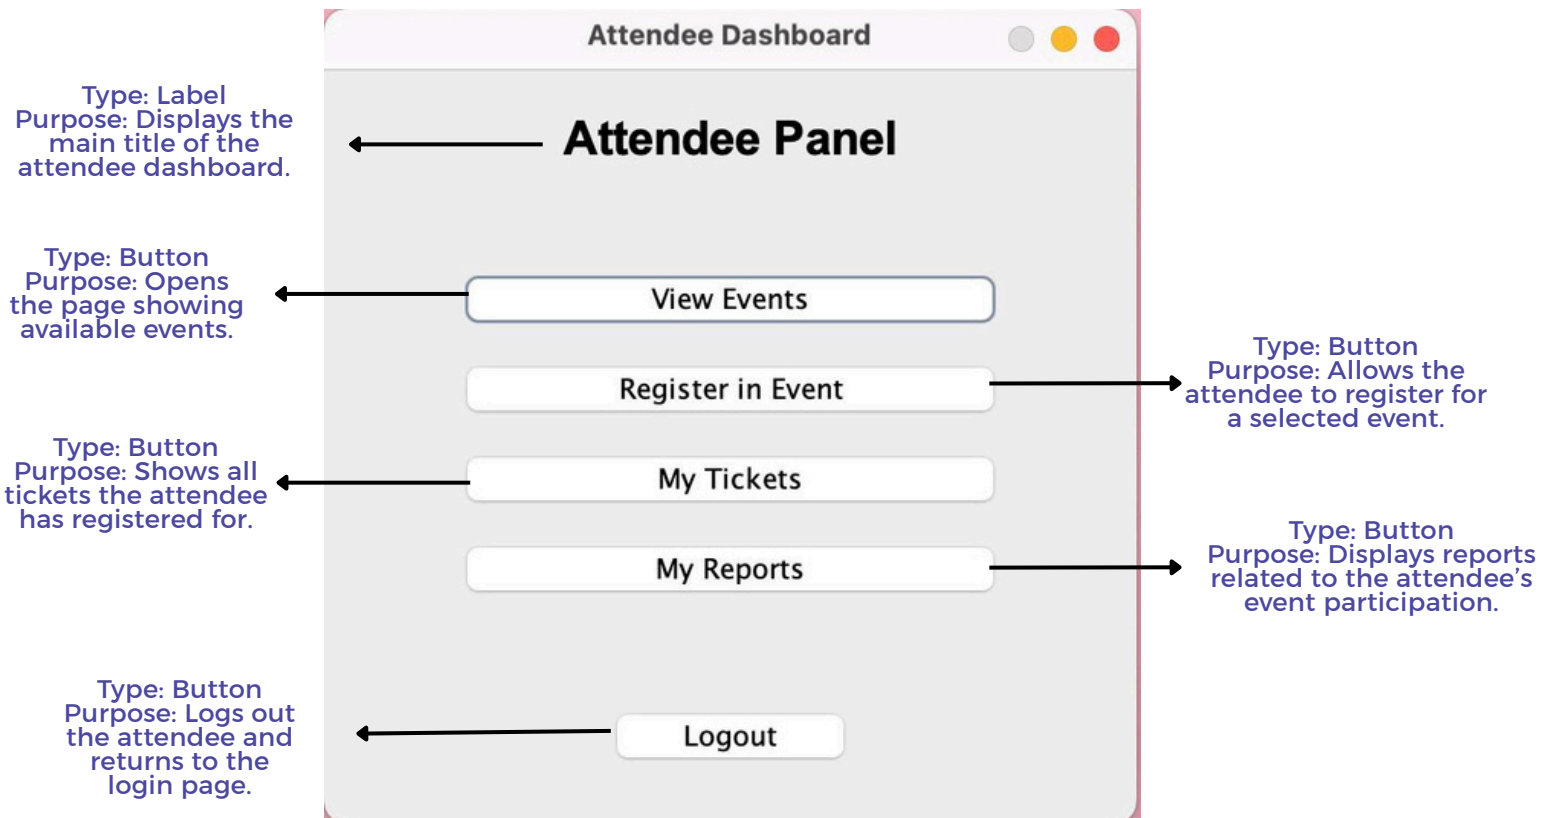 Attendee Dashboard
Type: Label
Purpose: Displays the
main title of the
attendee dashboard.
Attendee Panel
Type: Button
Purpose: Opens
the page showing
available events.
View Events
Register in Event
Type: Button
Purpose: Allows the
attendee to register for
a selected event.
Type: Button
Purpose: Shows all
tickets the attendee
has registered for.
My Tickets
My Reports
Type: Button
Purpose: Displays reports
related to the attendee’s
event participation.
Type: Button
Purpose: Logs out
the attendee and
returns to the
login page.
Logout